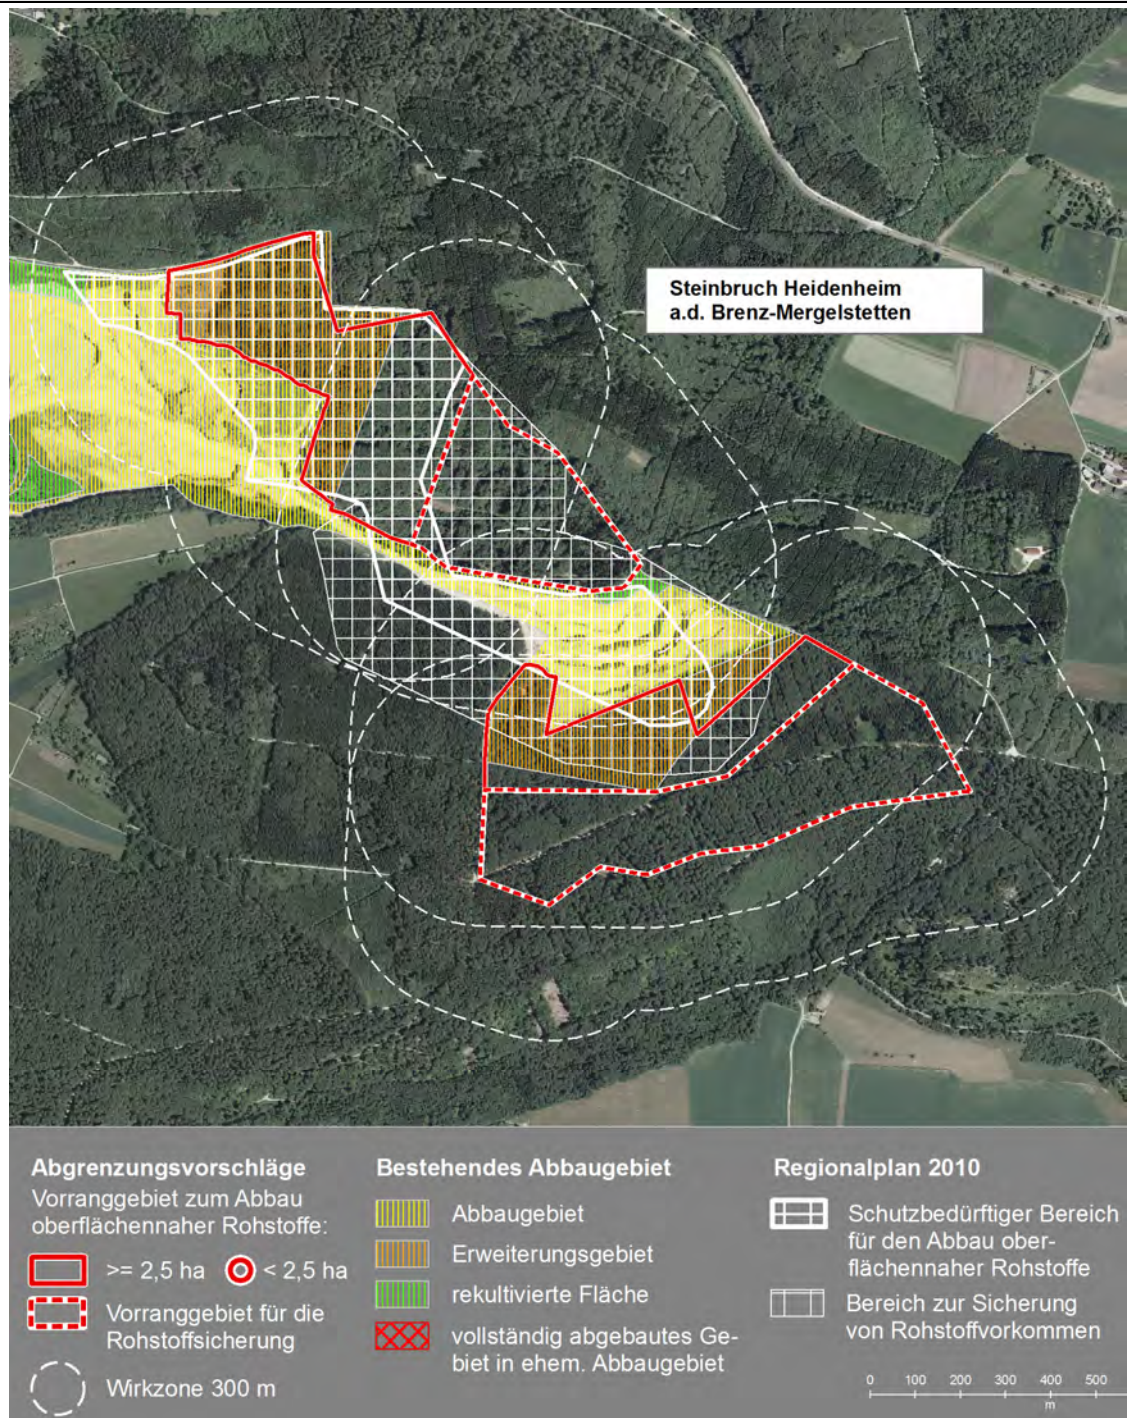 Steinbruch Heidenheim
a.d. Brenz-Mergelstetten
Abgrenzungsvorschläge
Vorranggebiet zum Abbau
oberflächennaher Rohstoffe:
>= 2,5 ha
< 2,5 ha
Vorranggebiet für die
Rohstoffsicherung
Wirkzone 300 m
Bestehendes Abbaugebiet
Abbaugebiet
Erweiterungsgebiet
rekultivierte Fläche
vollständig abgebautes Ge-
biet in ehem. Abbaugebiet
Regionalplan 2010
Schutzbedürftiger Bereich
für den Abbau ober-
flächennaher Rohstoffe
Bereich zur Sicherung
von Rohstoffvorkommen
0 100 200 300 400 500
m